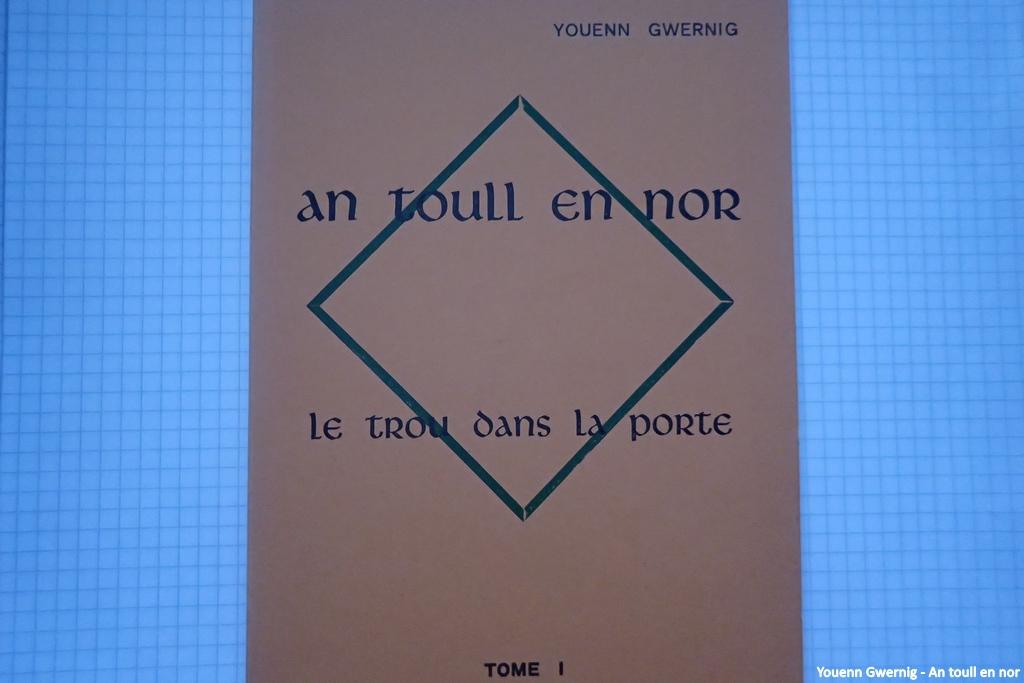 YOUENN GWERNIG
an toull en nor
le trou dans la porte
TOME I
Youenn Gwernig - An toull en nor